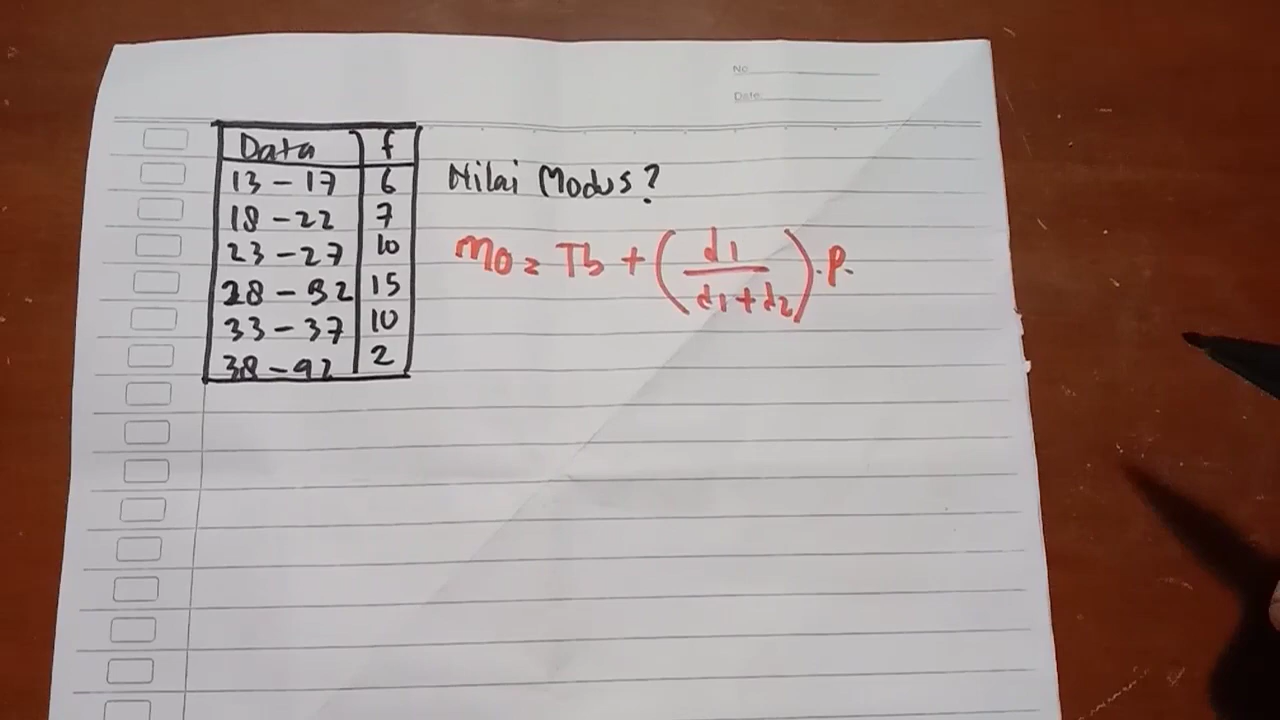 No
Date:
Data f
13 - 17 6
18 - 22 7
23 - 27 10
28 - 32 15
33 - 37 10
38 - 42 2
Nilai Modus?
Mo = Tb + (d1 / d1 + d2) . P.